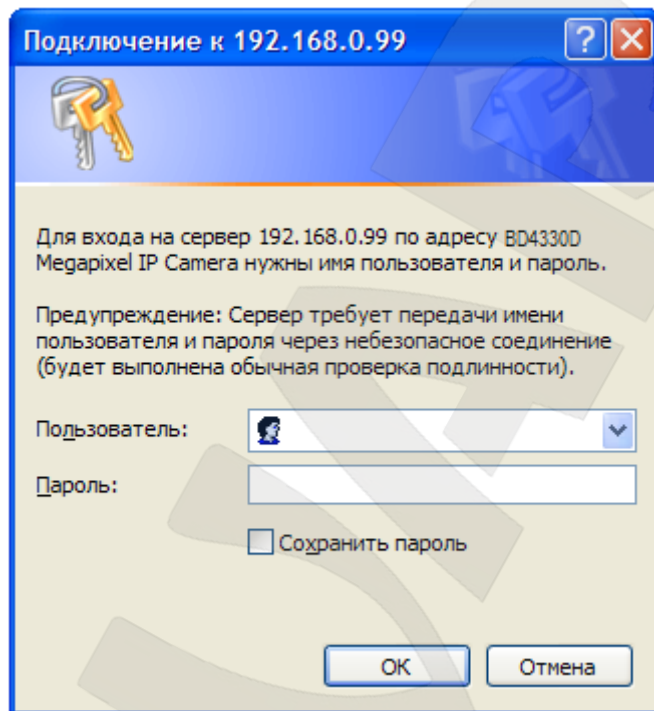 Подключение к 192.168.0.99
Для входа на сервер 192.168.0.99 по адресу BD4330D
Megapixel IP Camera нужны имя пользователя и пароль.
Предупреждение: Сервер требует передачи имени
пользователя и пароля через небезопасное соединение
(будет выполнена обычная проверка подлинности).
Пользователь:
Пароль:
Сохранить пароль
ОК
Отмена